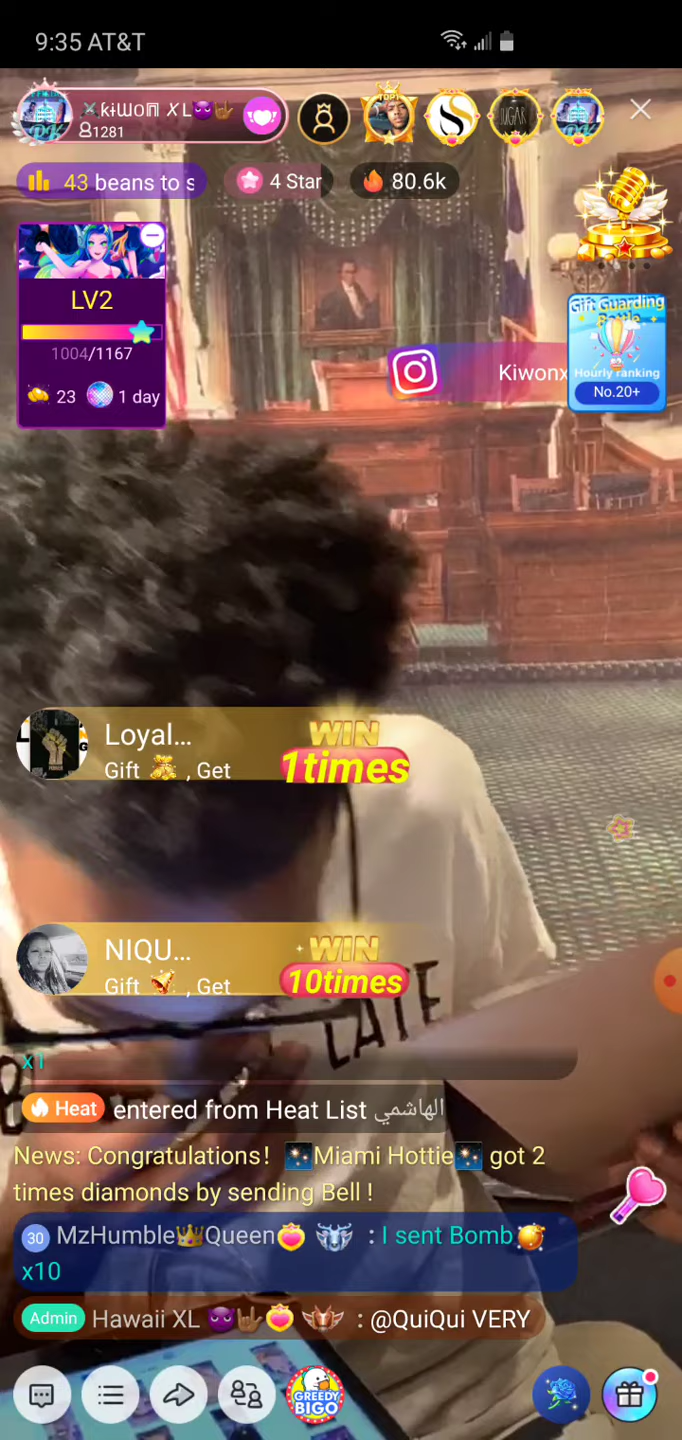 9:35 AT&T
⚔️ƙɨƜOՈ XL😈🤟🏾
1281
43 beans to s
4 Star
80.6k
LV2
1004/1167
23
1 day
Kiwonx
Gift Guarding
Battle
Hourly ranking
No.20+
Loyal...
Gift , Get
WIN
1times
NIQU...
Gift , Get
WIN
10times
LATE
x1
Heat entered from Heat List الهاشمي
News: Congratulations! 🎆Miami Hottie🎆 got 2
times diamonds by sending Bell !
30 MzHumble👑Queen : I sent Bomb
x10
Admin Hawaii XL 😈🤟🏾 : @QuiQui VERY
GREEDY
BIGO